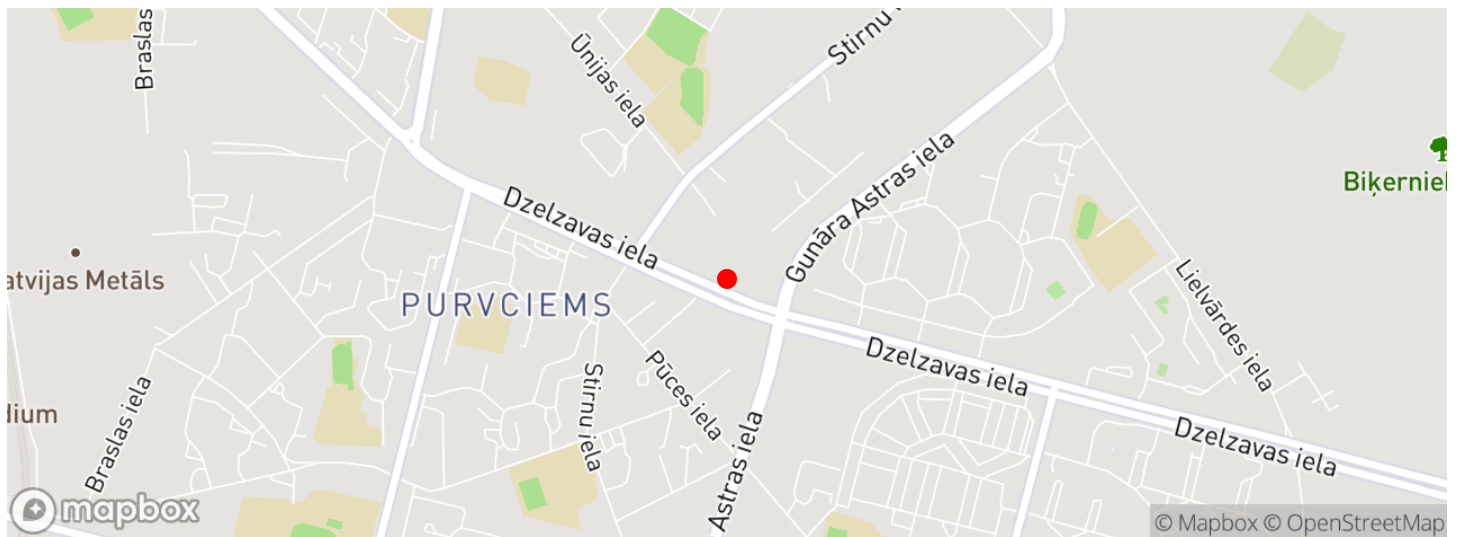 Braslas
Ūnijas iela
Stirnu
Gunāra Astras iela
Biķerniek
Dzelzavas iela
atvijas Metāls
PURVCIEMS
Lielvārdes iela
Dzelzavas iela
Pūces iela
Stirnu iela
Braslas iela
dium
Astras iela
Dzelzavas iela
mapbox
© Mapbox © OpenStreetMap